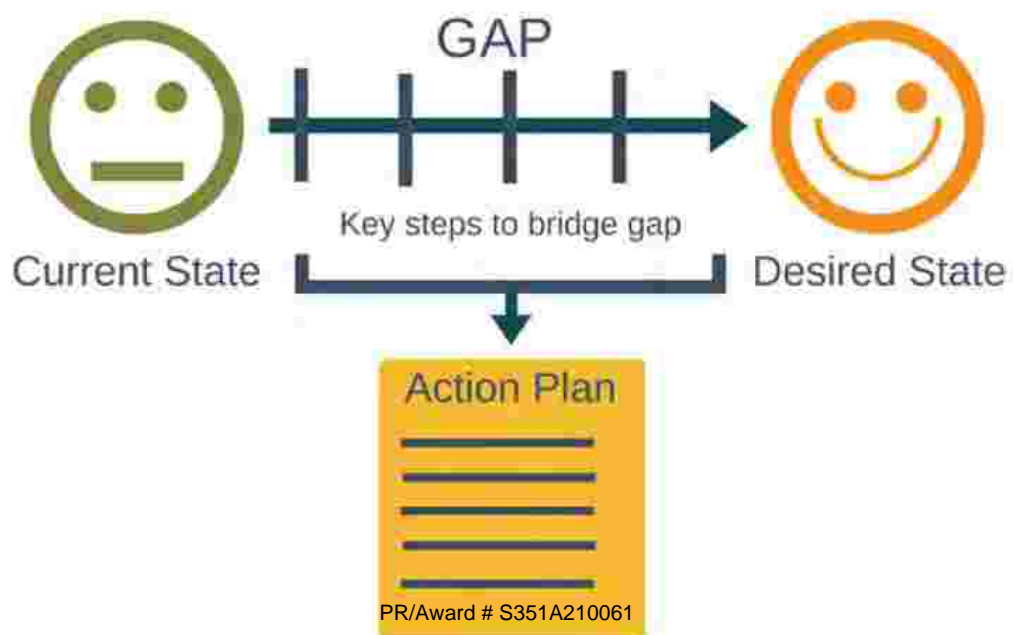 GAP
Key steps to bridge gap
Current State
Desired State
Action Plan
PR/Award # S351A210061